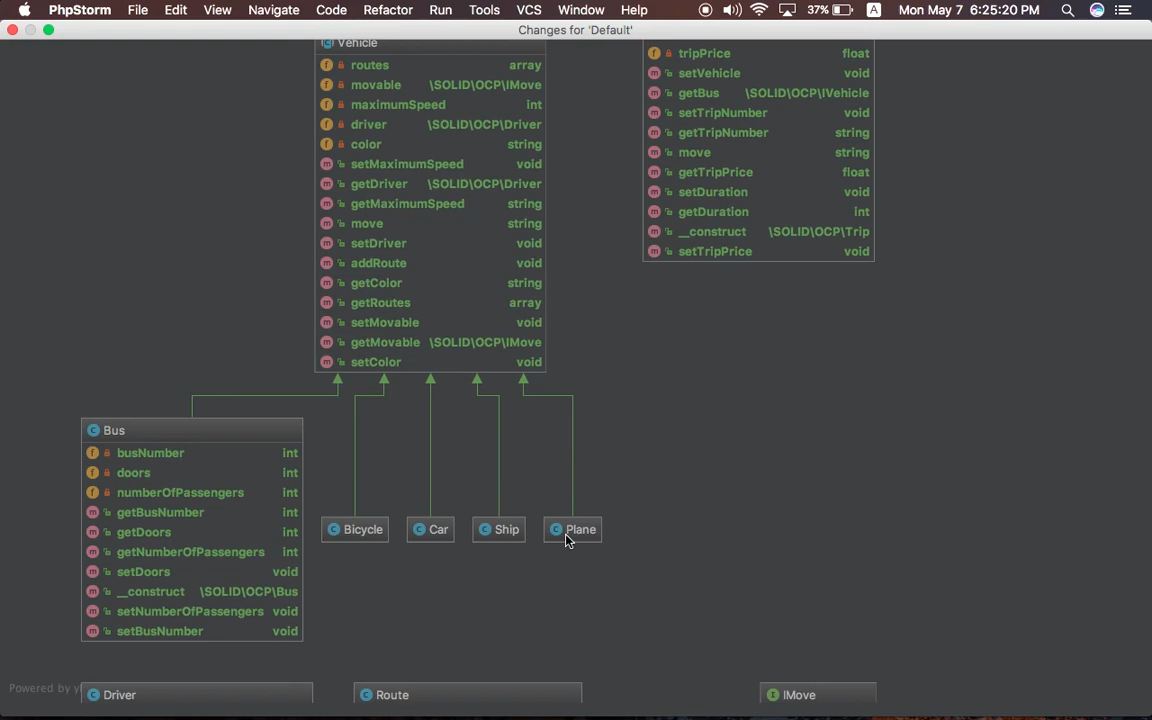 PhpStorm File Edit View Navigate Code Refactor Run Tools VCS Window Help 37% A Mon May 7 6:25:20 PM
Changes for 'Default'
Vehicle
routes array
movable \SOLID\OCP\IMove
maximumSpeed int
driver \SOLID\OCP\Driver
color string
setMaximumSpeed void
getDriver \SOLID\OCP\Driver
getMaximumSpeed string
move string
setDriver void
addRoute void
getColor string
getRoutes array
setMovable void
getMovable \SOLID\OCP\IMove
setColor void
tripPrice float
setVehicle void
getBus \SOLID\OCP\IVehicle
setTripNumber void
getTripNumber string
move string
getTripPrice float
setDuration void
getDuration int
__construct \SOLID\OCP\Trip
setTripPrice void
Bus
busNumber int
doors int
numberOfPassengers int
getBusNumber int
getDoors int
getNumberOfPassengers int
setDoors void
__construct \SOLID\OCP\Bus
setNumberOfPassengers void
setBusNumber void
Bicycle Car Ship Plane
Powered by
Driver Route IMove